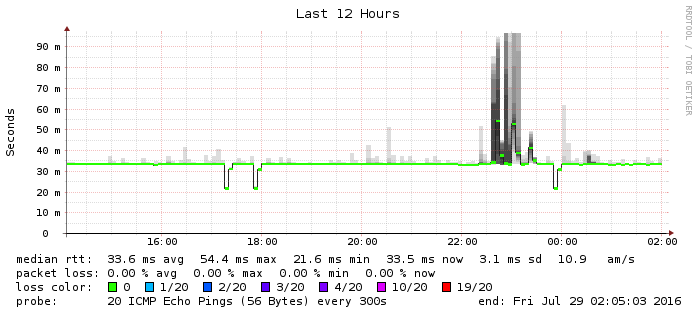 Last 12 Hours
RRDTOOL / TOBI OETIKER
Seconds
90 m
80 m
70 m
60 m
50 m
40 m
30 m
20 m
10 m
0
16:00 18:00 20:00 22:00 00:00 02:00
median rtt: 33.6 ms avg 54.4 ms max 21.6 ms min 33.5 ms now 3.1 ms sd 10.9 am/s
packet loss: 0.00 % avg 0.00 % max 0.00 % min 0.00 % now
loss color: 0 1/20 2/20 3/20 4/20 10/20 19/20
probe: 20 ICMP Echo Pings (56 Bytes) every 300s end: Fri Jul 29 02:05:03 2016